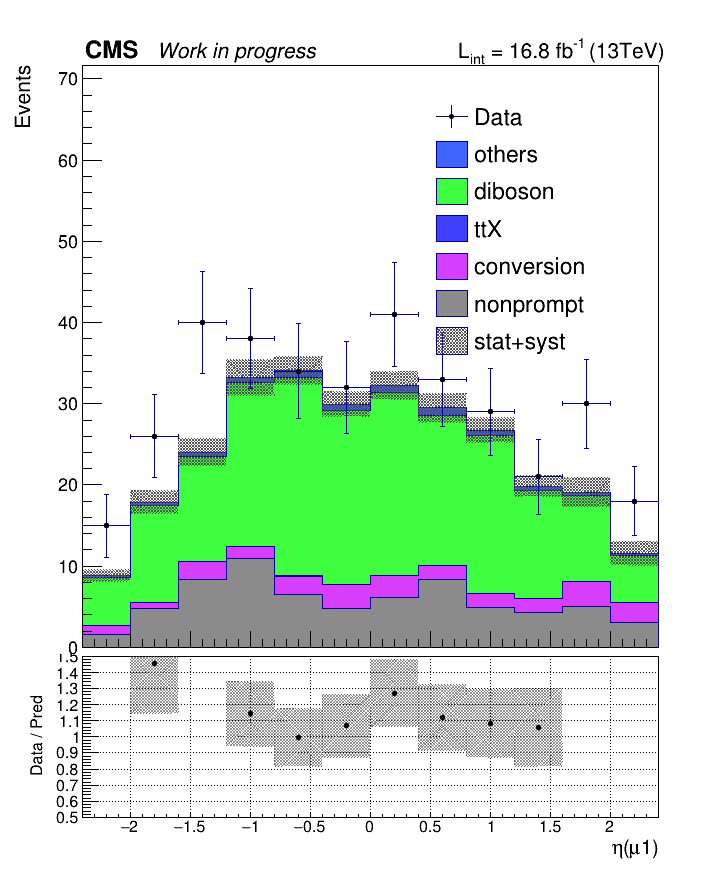 CMS Work in progress L_int = 16.8 fb^-1 (13TeV)
Events
70
60
50
40
30
20
10
0
Data
others
diboson
ttX
conversion
nonprompt
stat+syst
Data / Pred
1.5
1.4
1.3
1.2
1.1
1
0.9
0.8
0.7
0.6
0.5
−2 −1.5 −1 −0.5 0 0.5 1 1.5 2
η(μ1)